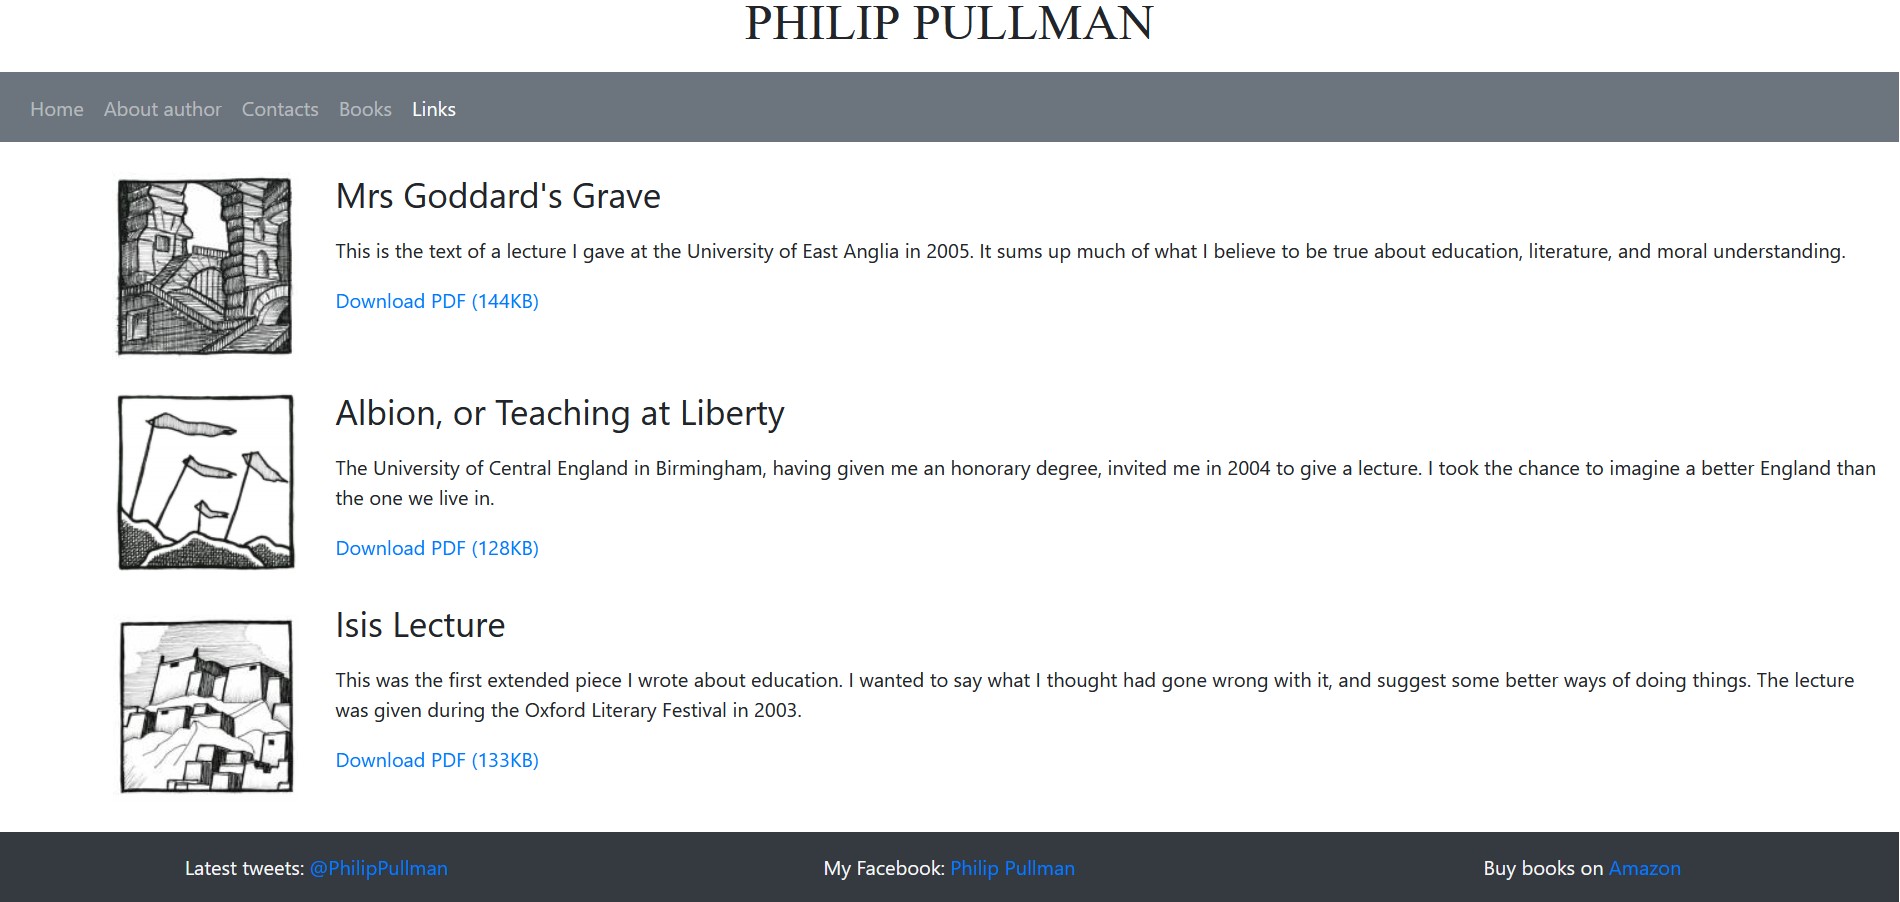 PHILIP PULLMAN
Home About author Contacts Books Links
Mrs Goddard's Grave
This is the text of a lecture I gave at the University of East Anglia in 2005. It sums up much of what I believe to be true about education, literature, and moral understanding.
Download PDF (144KB)
Albion, or Teaching at Liberty
The University of Central England in Birmingham, having given me an honorary degree, invited me in 2004 to give a lecture. I took the chance to imagine a better England than
the one we live in.
Download PDF (128KB)
Isis Lecture
This was the first extended piece I wrote about education. I wanted to say what I thought had gone wrong with it, and suggest some better ways of doing things. The lecture
was given during the Oxford Literary Festival in 2003.
Download PDF (133KB)
Latest tweets: @PhilipPullman My Facebook: Philip Pullman Buy books on Amazon